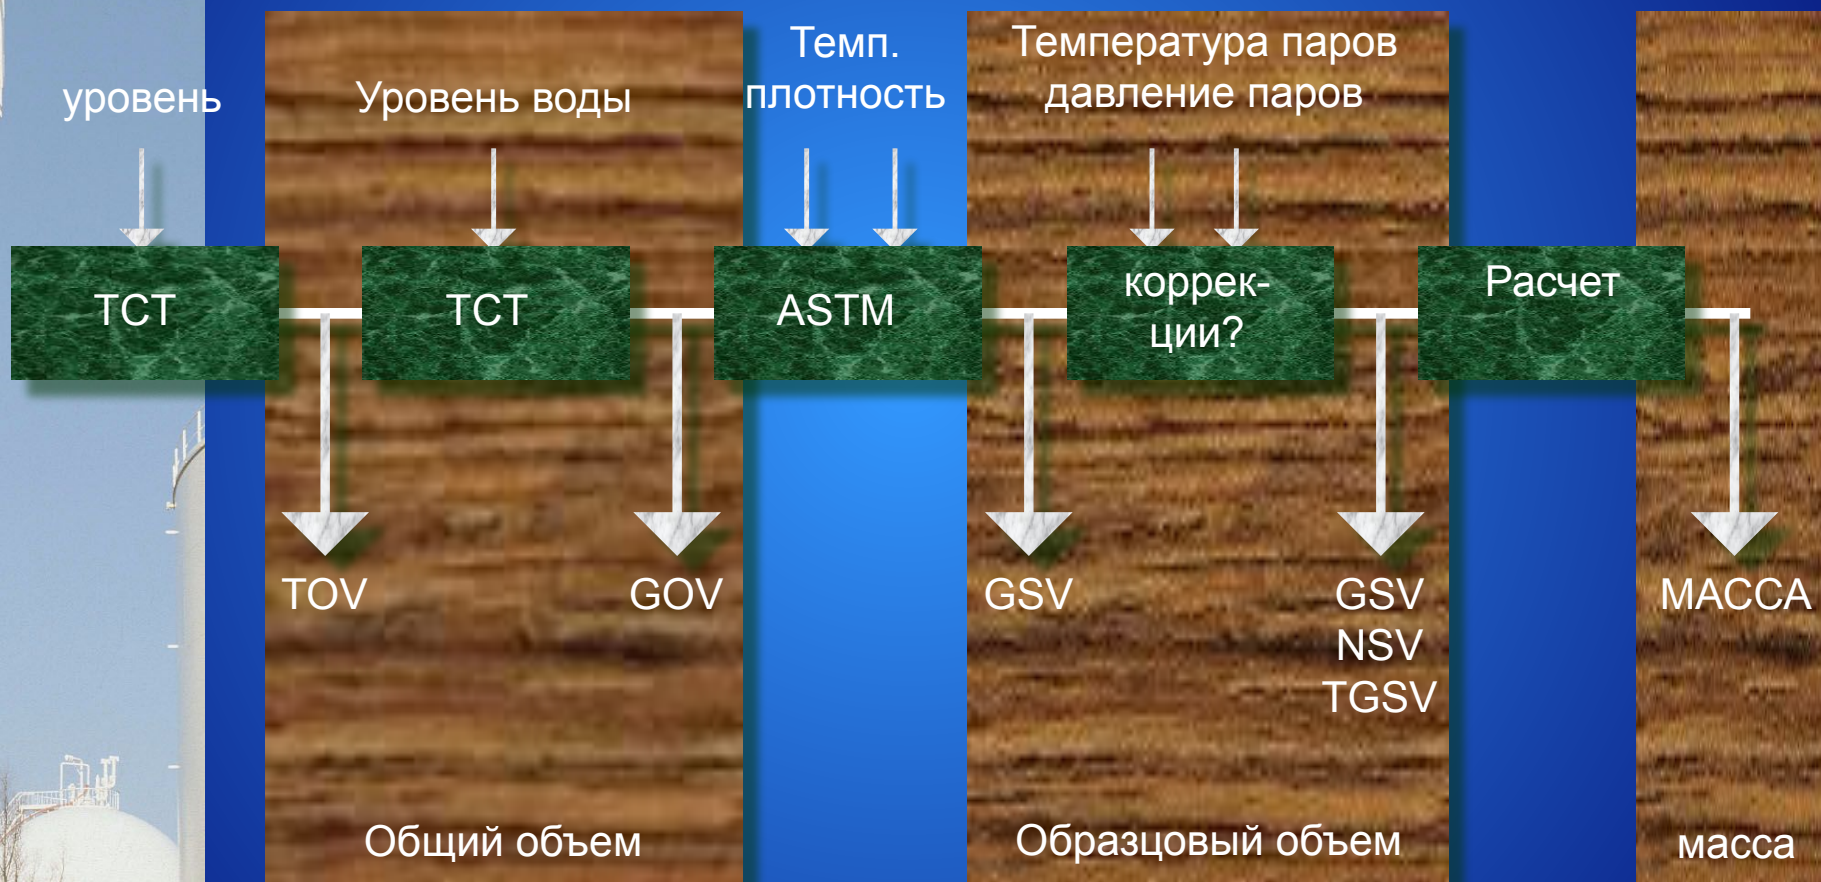 уровень
Уровень воды
Темп.
плотность
Температура паров
давление паров
ТСТ
ТСТ
ASTM
коррек-
ции?
Расчет
TOV
GOV
GSV
GSV
NSV
TGSV
МАССА
Общий объем
Образцовый объем
масса